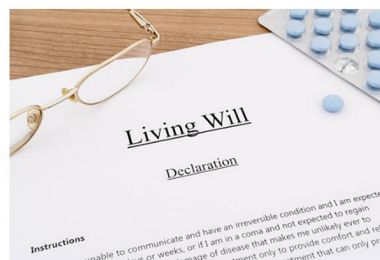 Living Will
Declaration
Instructions
unable to communicate and have an irreversible condition and I am expected
or weeks, or if I am in a coma and not expected to regain
of disease that makes me unlikely ever to
only to provide comfort and
that can only